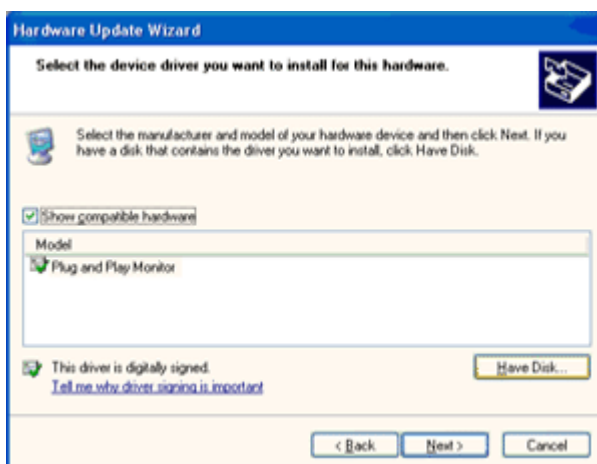 Hardware Update Wizard
Select the device driver you want to install for this hardware.
Select the manufacturer and model of your hardware device and then click Next. If you
have a disk that contains the driver you want to install, click Have Disk.
Show compatible hardware
Model
Plug and Play Monitor
This driver is digitally signed.
Have Disk...
Tell me why driver signing is important
< Back
Next >
Cancel